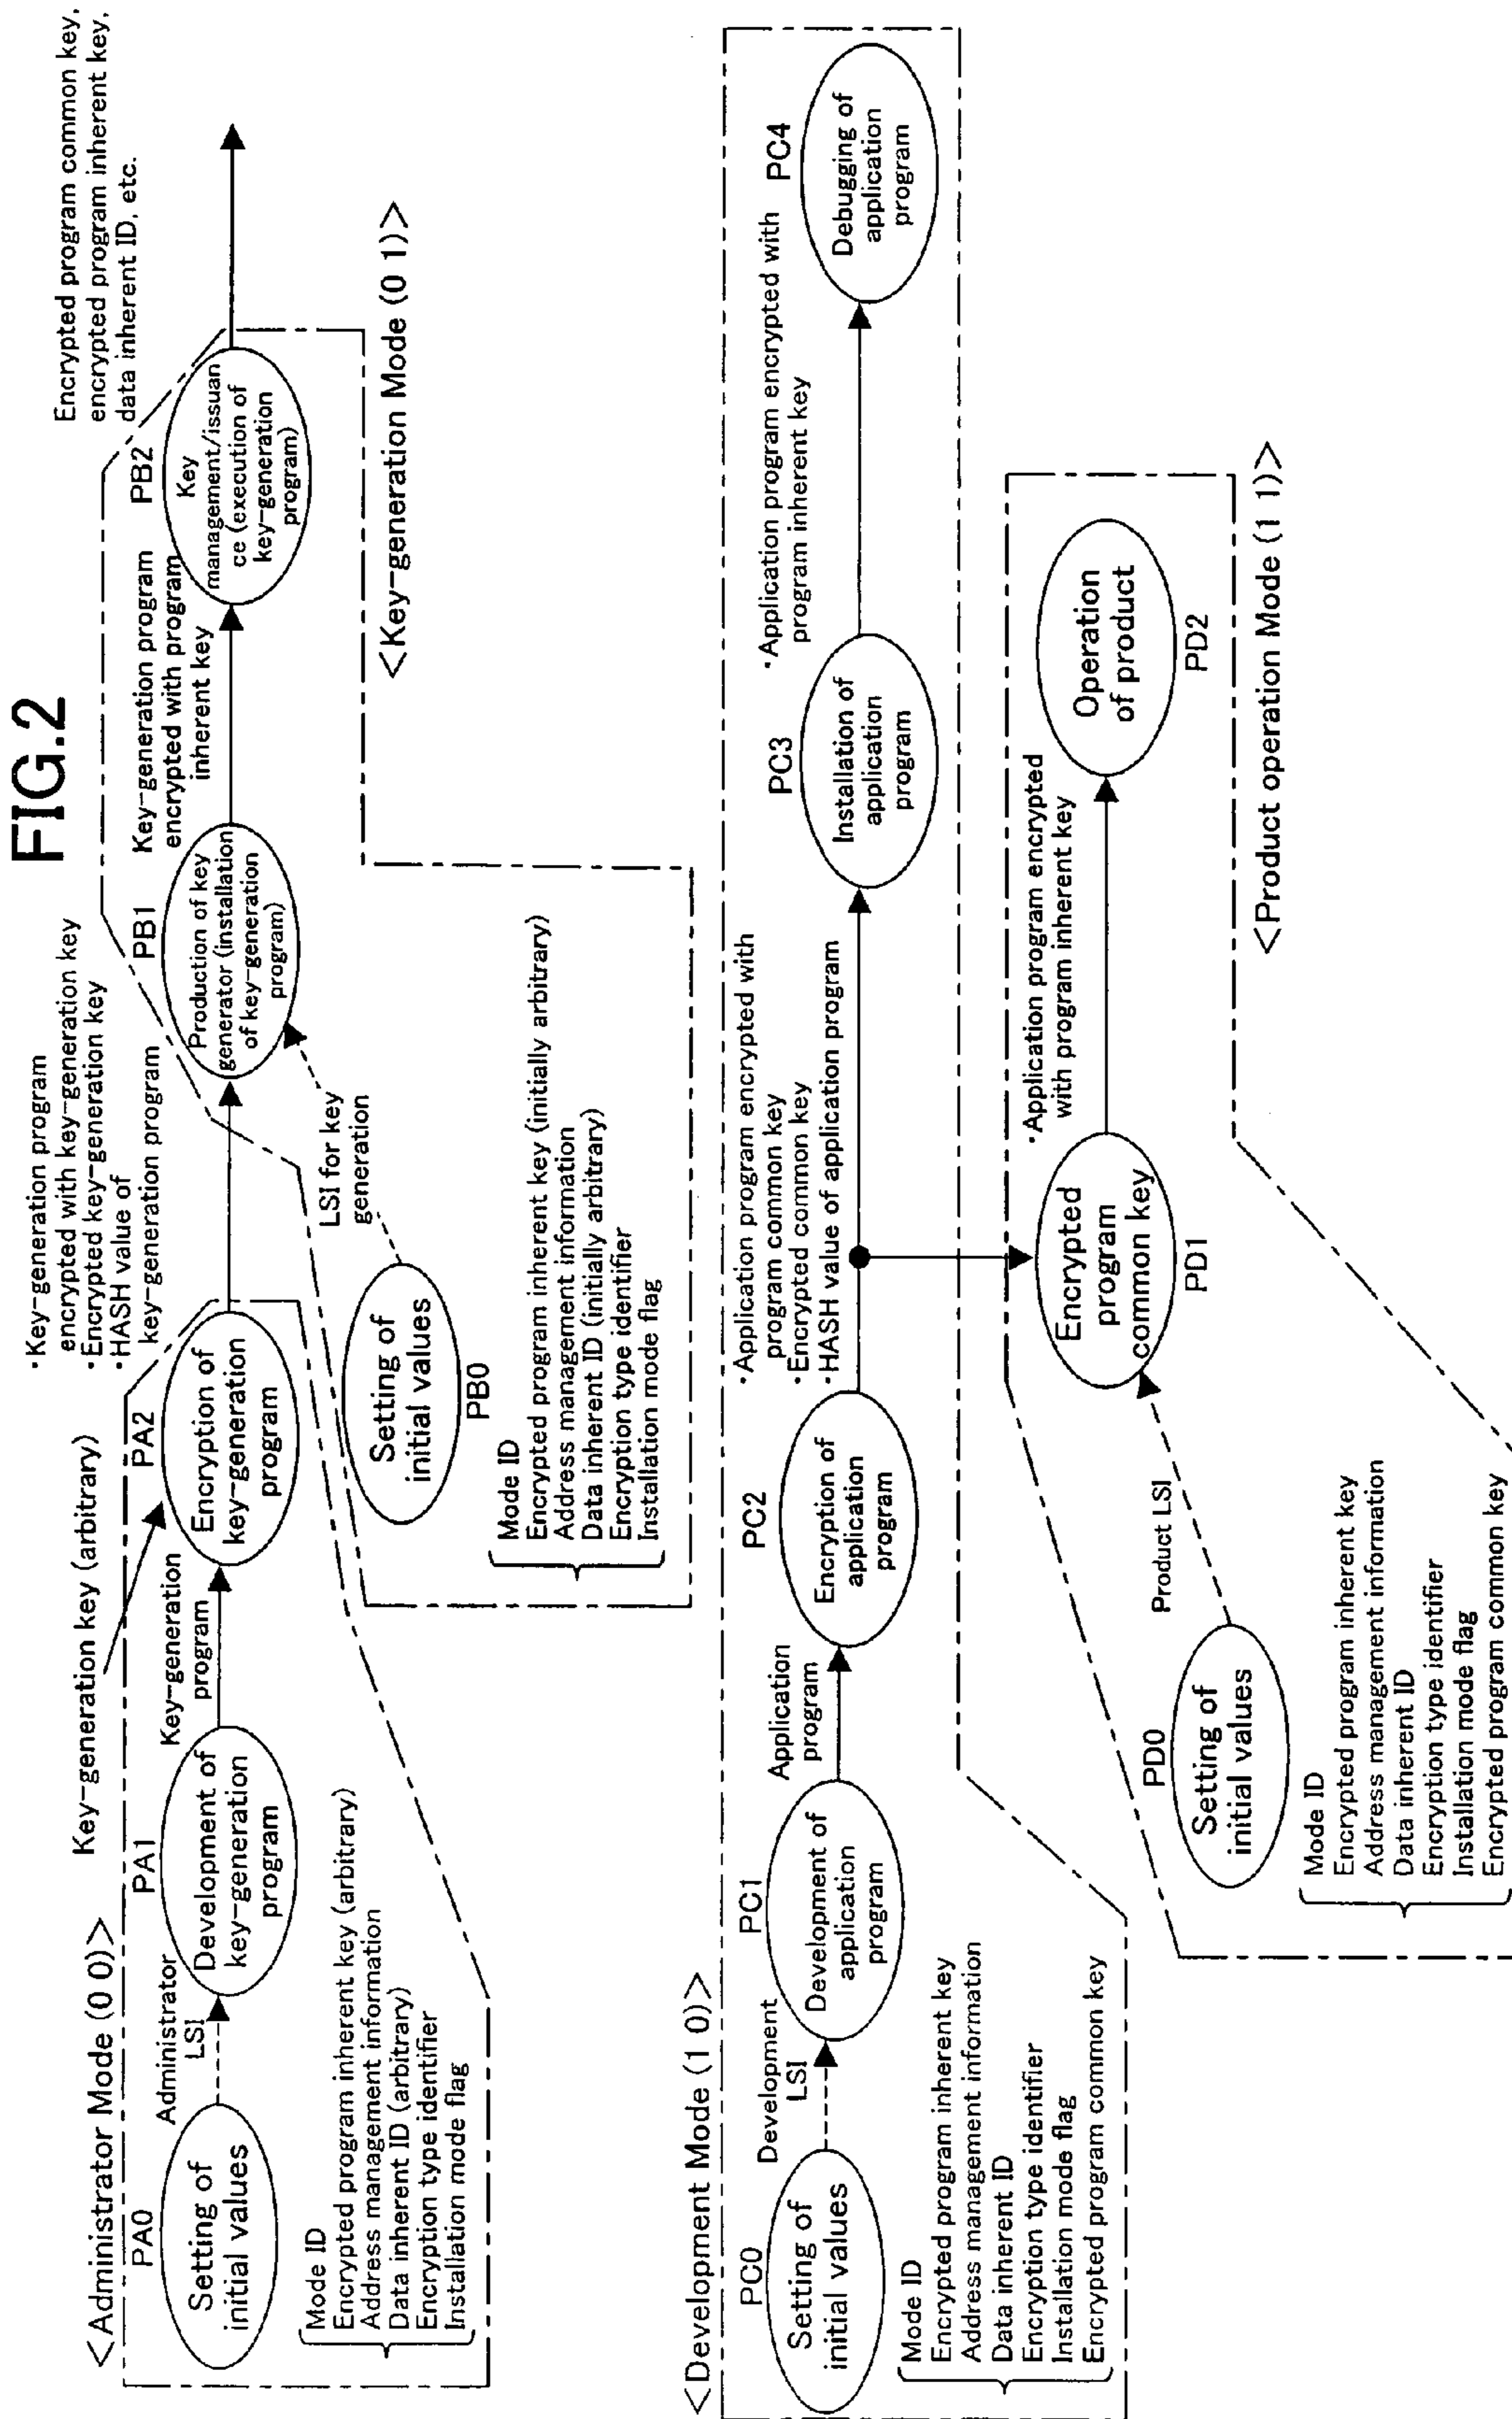 FIG.2
<Administrator Mode (0 0)>
PA0
Setting of
initial values
Administrator
LSI
PA1
Development of
key-generation
program
Key-generation key (arbitrary)
Key-generation
program
PA2
Encryption of
key-generation
program
・Key-generation program
encrypted with key-generation key
・Encrypted key-generation key
・HASH value of
key-generation program
Mode ID
Encrypted program inherent key (arbitrary)
Address management information
Data inherent ID (arbitrary)
Encryption type identifier
Installation mode flag
PB1
Production of key
generator (installation
of key-generation
program)
Key-generation program
encrypted with program
inherent key
PB2
Key
management/issuan
ce (execution of
key-generation
program)
Encrypted program common key,
encrypted program inherent key,
data inherent ID, etc.
<Key-generation Mode (0 1)>
LSI for key
generation
Setting of
initial values
PB0
Mode ID
Encrypted program inherent key (initially arbitrary)
Address management information
Data inherent ID (initially arbitrary)
Encryption type identifier
Installation mode flag
<Development Mode (1 0)>
PC0
Setting of
initial values
Development
LSI
PC1
Development of
application
program
Application
program
PC2
Encryption of
application
program
・Application program encrypted with
program common key
・Encrypted common key
・HASH value of application program
PC3
Installation of
application
program
・Application program encrypted with
program inherent key
PC4
Debugging of
application
program
Mode ID
Encrypted program inherent key
Address management information
Data inherent ID
Encryption type identifier
Installation mode flag
Encrypted program common key
PD0
Setting of
initial values
Product LSI
Encrypted
program
common key
PD1
・Application program encrypted
with program inherent key
Operation
of product
PD2
<Product operation Mode (1 1)>
Mode ID
Encrypted program inherent key
Address management information
Data inherent ID
Encryption type identifier
Installation mode flag
Encrypted program common key